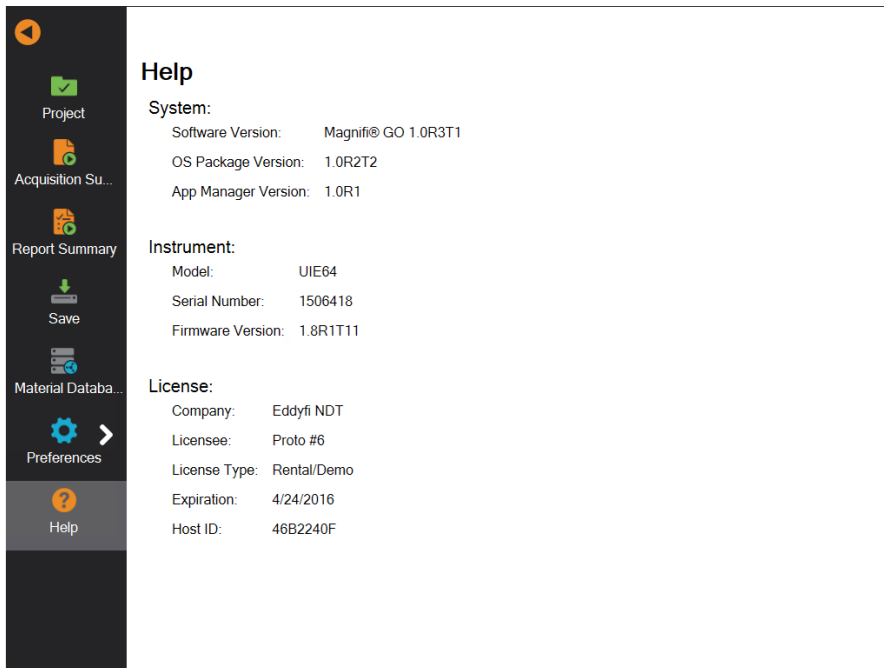 Project
Acquisition Su...
Report Summary
Save
Material Databa...
Preferences
Help
Help
System:
Software Version: Magnifi® GO 1.0R3T1
OS Package Version: 1.0R2T2
App Manager Version: 1.0R1
Instrument:
Model: UIE64
Serial Number: 1506418
Firmware Version: 1.8R1T11
License:
Company: Eddyfi NDT
Licensee: Proto #6
License Type: Rental/Demo
Expiration: 4/24/2016
Host ID: 46B2240F